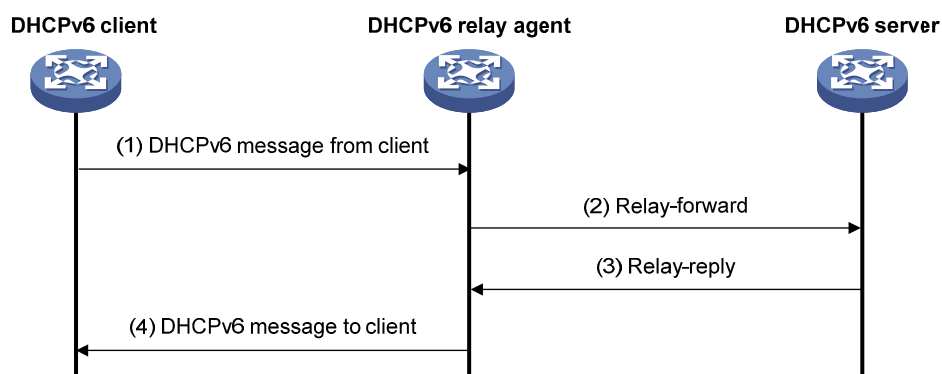 DHCPv6 client
DHCPv6 relay agent
DHCPv6 server
(1) DHCPv6 message from client
(2) Relay-forward
(3) Relay-reply
(4) DHCPv6 message to client